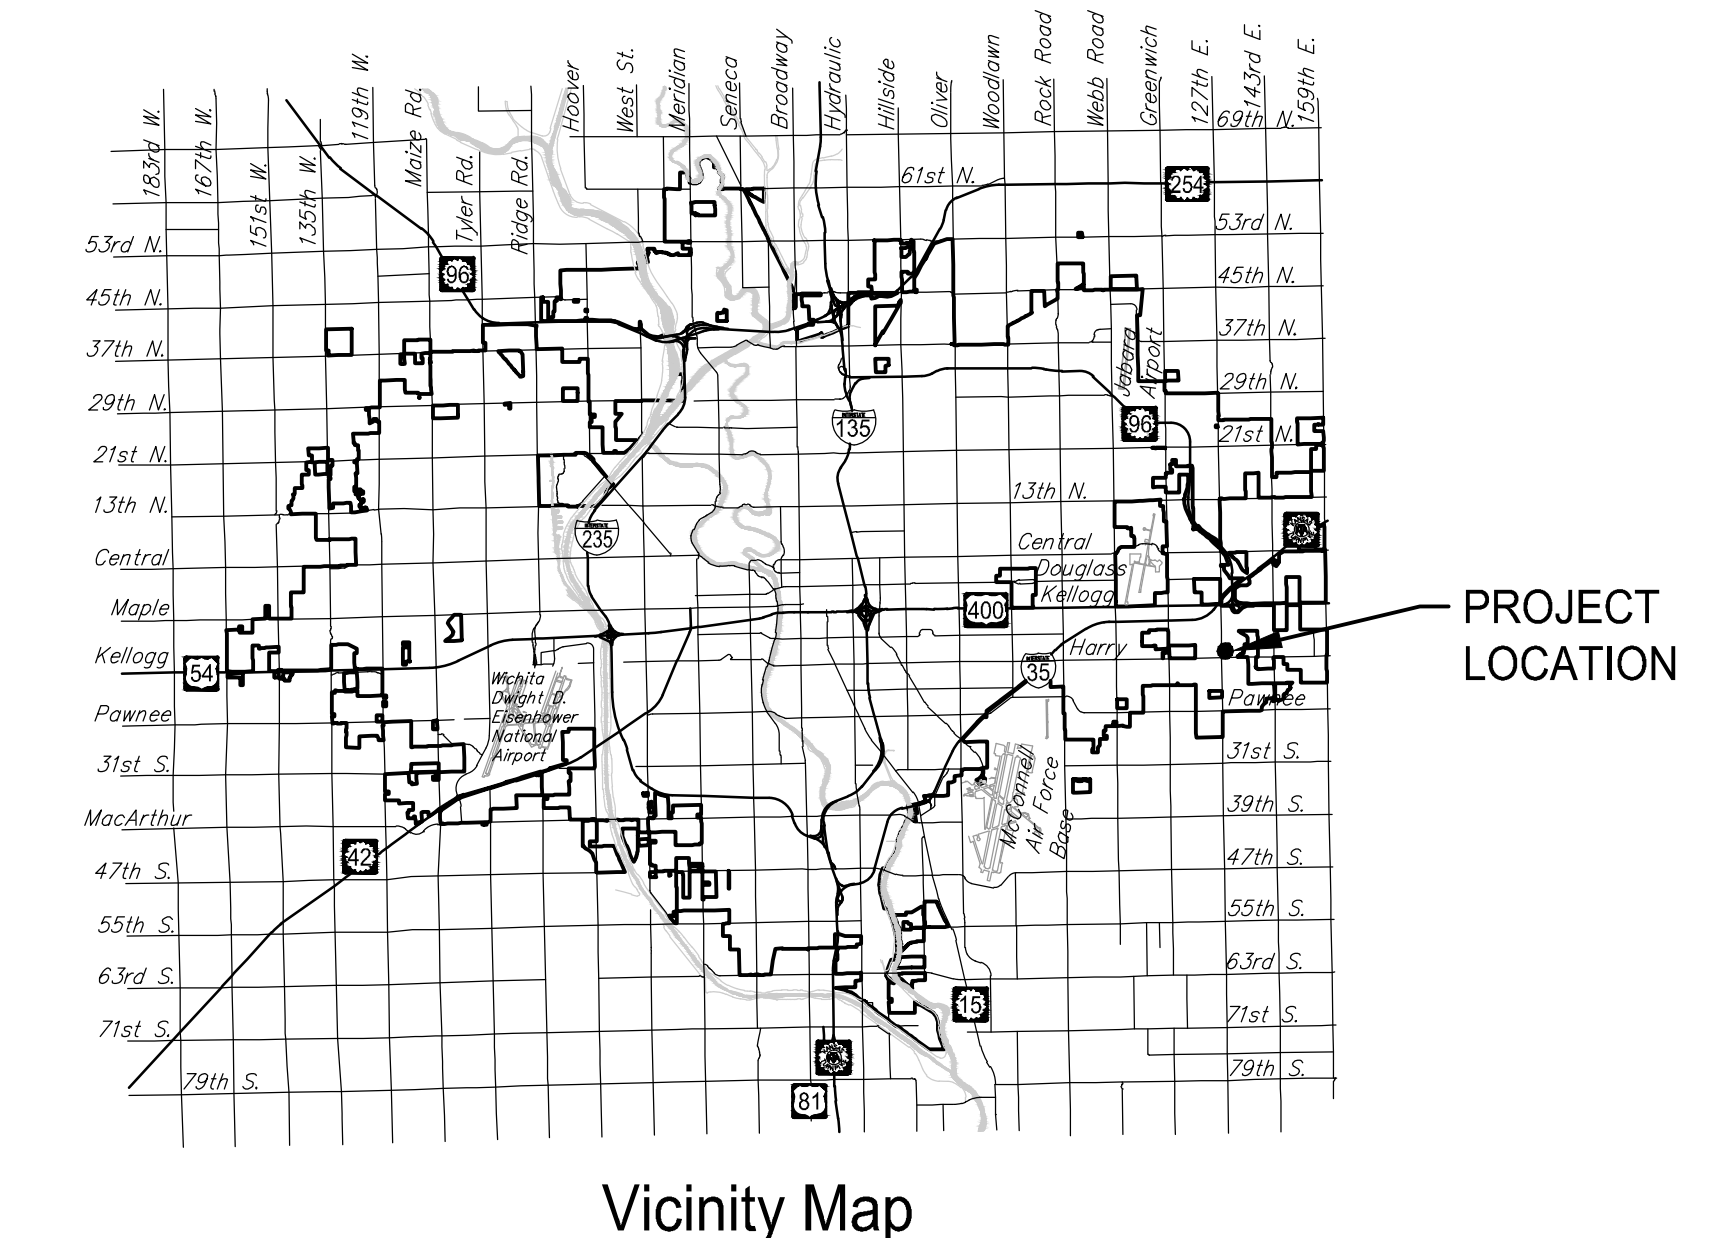 183rd W.
167th W.
151st W.
135th W.
119th W.
Maize Rd.
Tyler Rd.
Ridge Rd.
Hoover
West St.
Meridian
Seneca
Broadway
Hydraulic
Hillside
Oliver
Woodlawn
Rock Road
Webb Road
Greenwich
127th E.
143rd E.
159th E.
69th N.
61st N.
254
53rd N.
53rd N.
96
45th N.
45th N.
37th N.
37th N.
Jabara
Airport
29th N.
29th N.
135
96
21st N.
21st N.
13th N.
13th N.
INTERSTATE
235
Central
Central
Douglass
Kellogg
Maple
400
PROJECT
LOCATION
Kellogg
54
Harry
INTERSTATE
35
Wichita
Dwight D.
Eisenhower
National
Airport
Pawnee
Pawnee
31st S.
31st S.
McConnell
Air Force
Base
39th S.
MacArthur
42
47th S.
47th S.
55th S.
55th S.
63rd S.
63rd S.
15
71st S.
71st S.
79th S.
79th S.
81
Vicinity Map